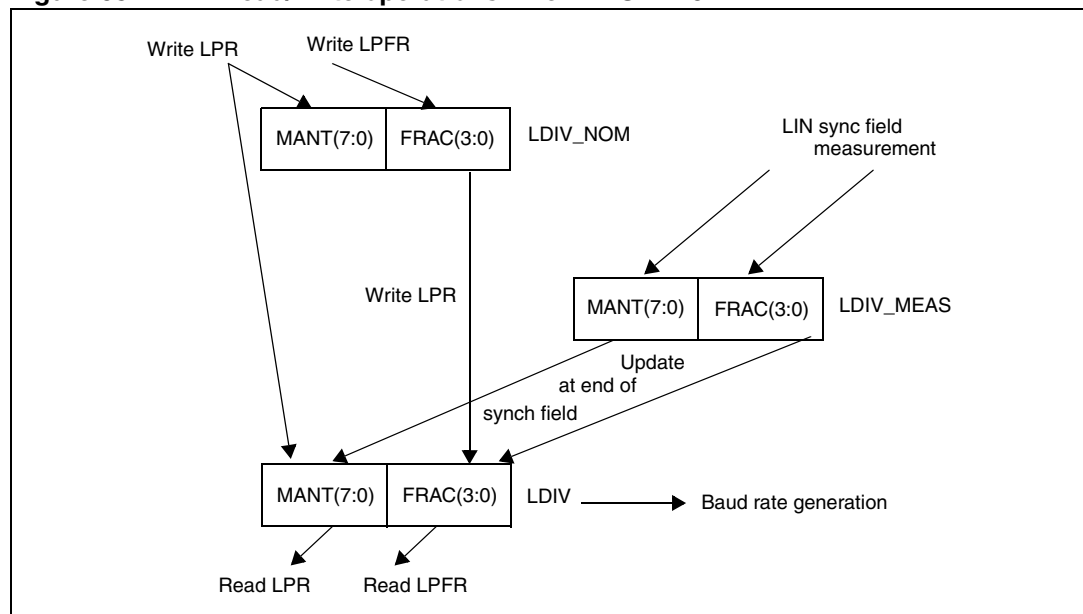 Write LPR
Write LPFR
MANT(7:0)
FRAC(3:0)
LDIV_NOM
LIN sync field
measurement
Write LPR
MANT(7:0)
FRAC(3:0)
LDIV_MEAS
Update
at end of
synch field
MANT(7:0)
FRAC(3:0)
LDIV
Baud rate generation
Read LPR
Read LPFR